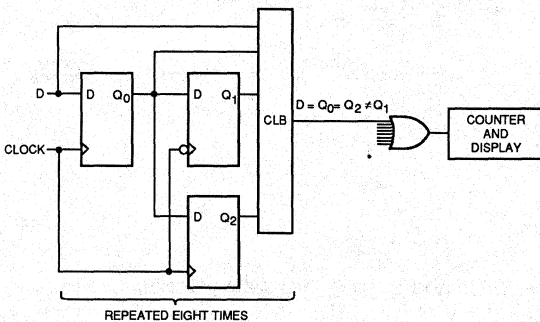 D
D Q0
D Q1
CLB
D = Q0 = Q2 ≠ Q1
COUNTER
AND
DISPLAY
CLOCK
D Q2
REPEATED EIGHT TIMES